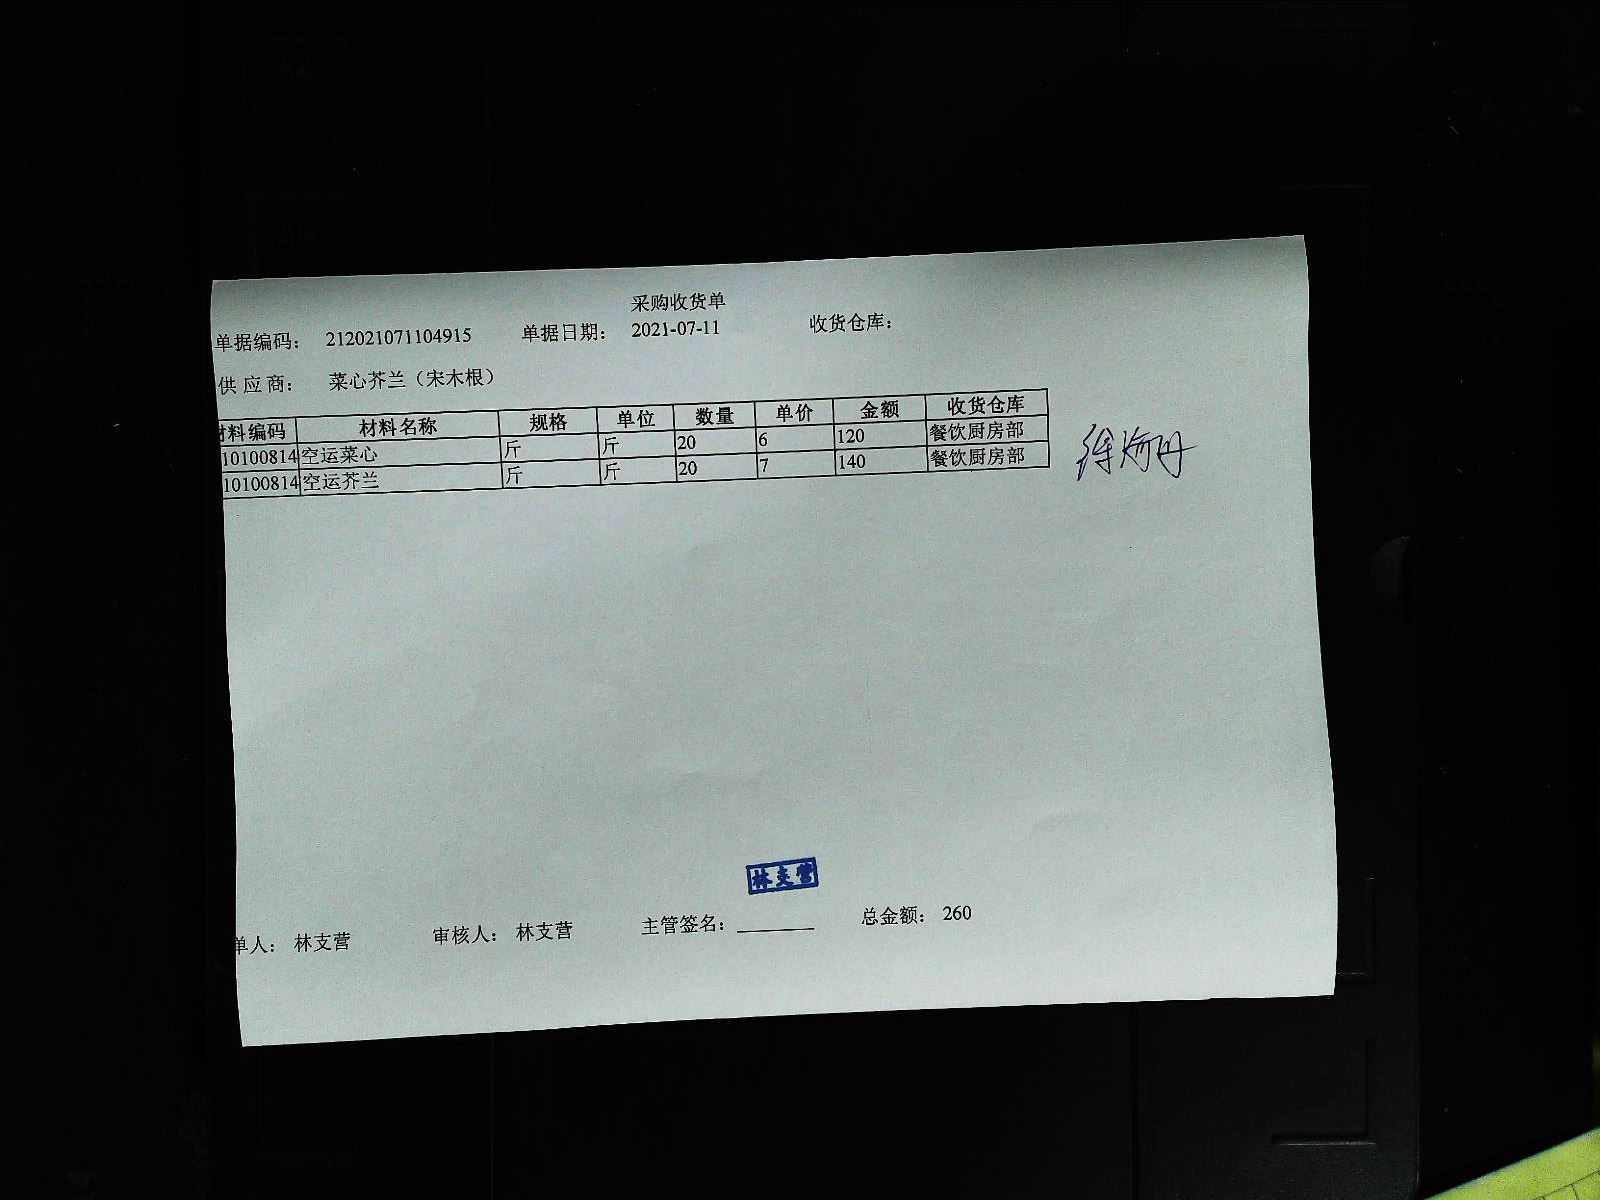 采购收货单
单据编码： 212021071104915 单据日期： 2021-07-11 收货仓库：
供 应 商： 菜心芥兰（宋木根）
材料编码 材料名称 规格 单位 数量 单价 金额 收货仓库
10100814 空运菜心 斤 斤 20 6 120 餐饮厨房部
10100814 空运芥兰 斤 斤 20 7 140 餐饮厨房部
林支营
单人： 林支营 审核人： 林支营 主管签名： 总金额： 260